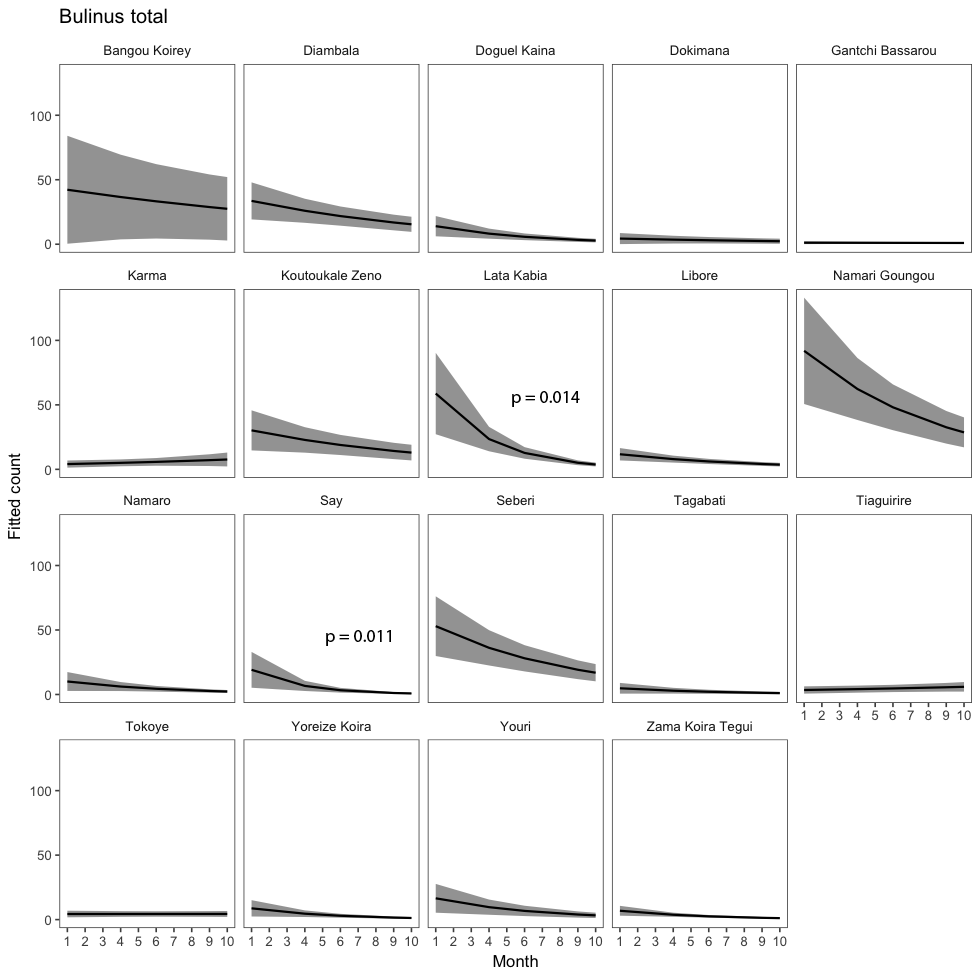 Bulinus total
Bangou Koirey
Diambala
Doguel Kaina
Dokimana
Gantchi Bassarou
100
50
0
Karma
Koutoukale Zeno
Lata Kabia
Libore
Namari Goungou
100
50
0
p = 0.014
Fitted count
Namaro
Say
Seberi
Tagabati
Tiaguirire
100
50
0
p = 0.011
1 2 3 4 5 6 7 8 9 10
Tokoye
Yoreize Koira
Youri
Zama Koira Tegui
100
50
0
1 2 3 4 5 6 7 8 9 10
1 2 3 4 5 6 7 8 9 10
1 2 3 4 5 6 7 8 9 10
1 2 3 4 5 6 7 8 9 10
Month